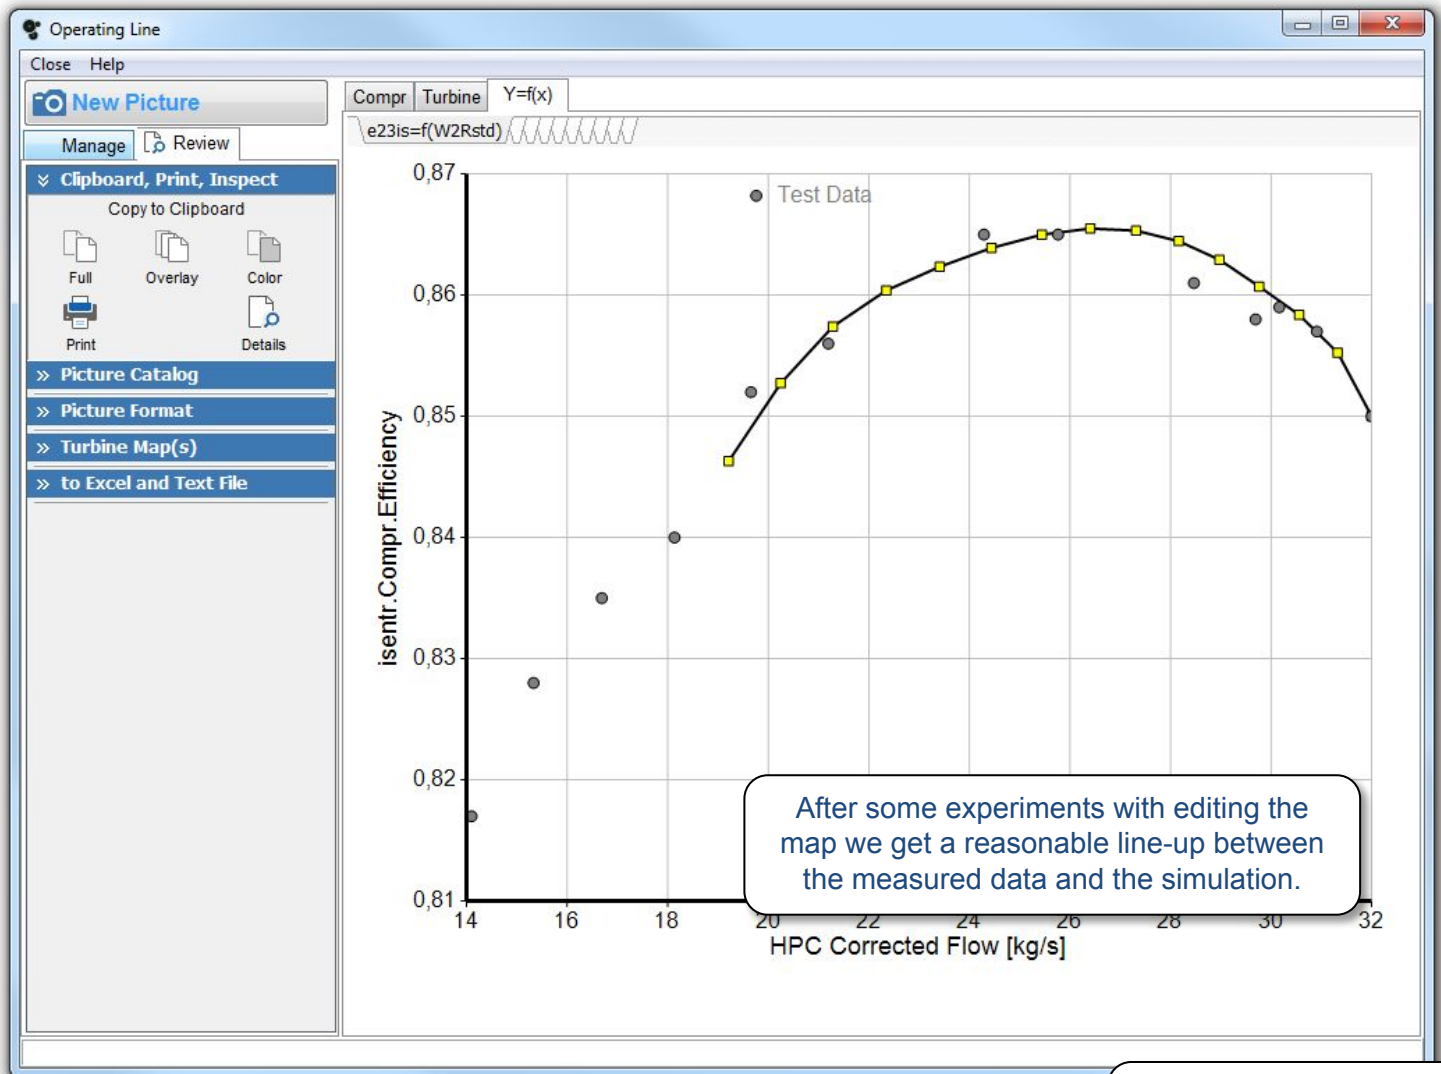 Operating Line
Close Help
New Picture
Manage Review
Clipboard, Print, Inspect
Copy to Clipboard
Full Overlay Color
Print Details
Picture Catalog
Picture Format
Turbine Map(s)
to Excel and Text File
Compr Turbine Y=f(x)
e23is=f(W2Rstd)
0,87
0,86
0,85
0,84
0,83
0,82
0,81
isentr.Compr.Efficiency
Test Data
After some experiments with editing the
map we get a reasonable line-up between
the measured data and the simulation.
14 16 18 20 22 24 26 28 30 32
HPC Corrected Flow [kg/s]